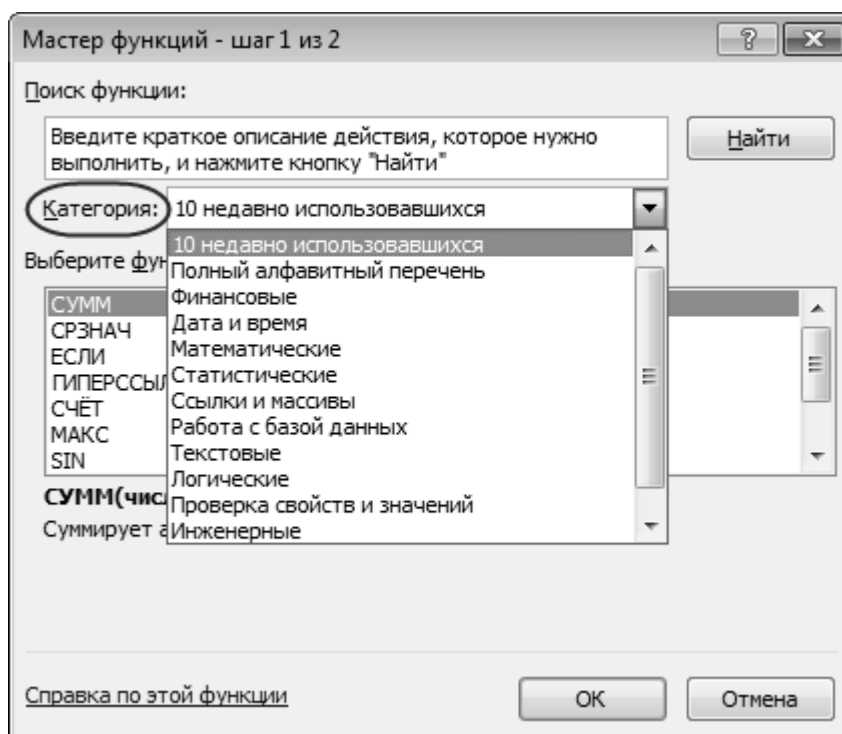 Мастер функций - шаг 1 из 2
Поиск функции:
Введите краткое описание действия, которое нужно
выполнить, и нажмите кнопку "Найти"
Найти
Категория: 10 недавно использовавшихся
10 недавно использовавшихся
Полный алфавитный перечень
Финансовые
Дата и время
Математические
Статистические
Ссылки и массивы
Работа с базой данных
Текстовые
Логические
Проверка свойств и значений
Инженерные
Выберите фун
СУММ
СРЗНАЧ
ЕСЛИ
ГИПЕРССЫЛ
СЧЁТ
МАКС
SIN
СУММ(чис
Суммирует а
Справка по этой функции
ОК
Отмена